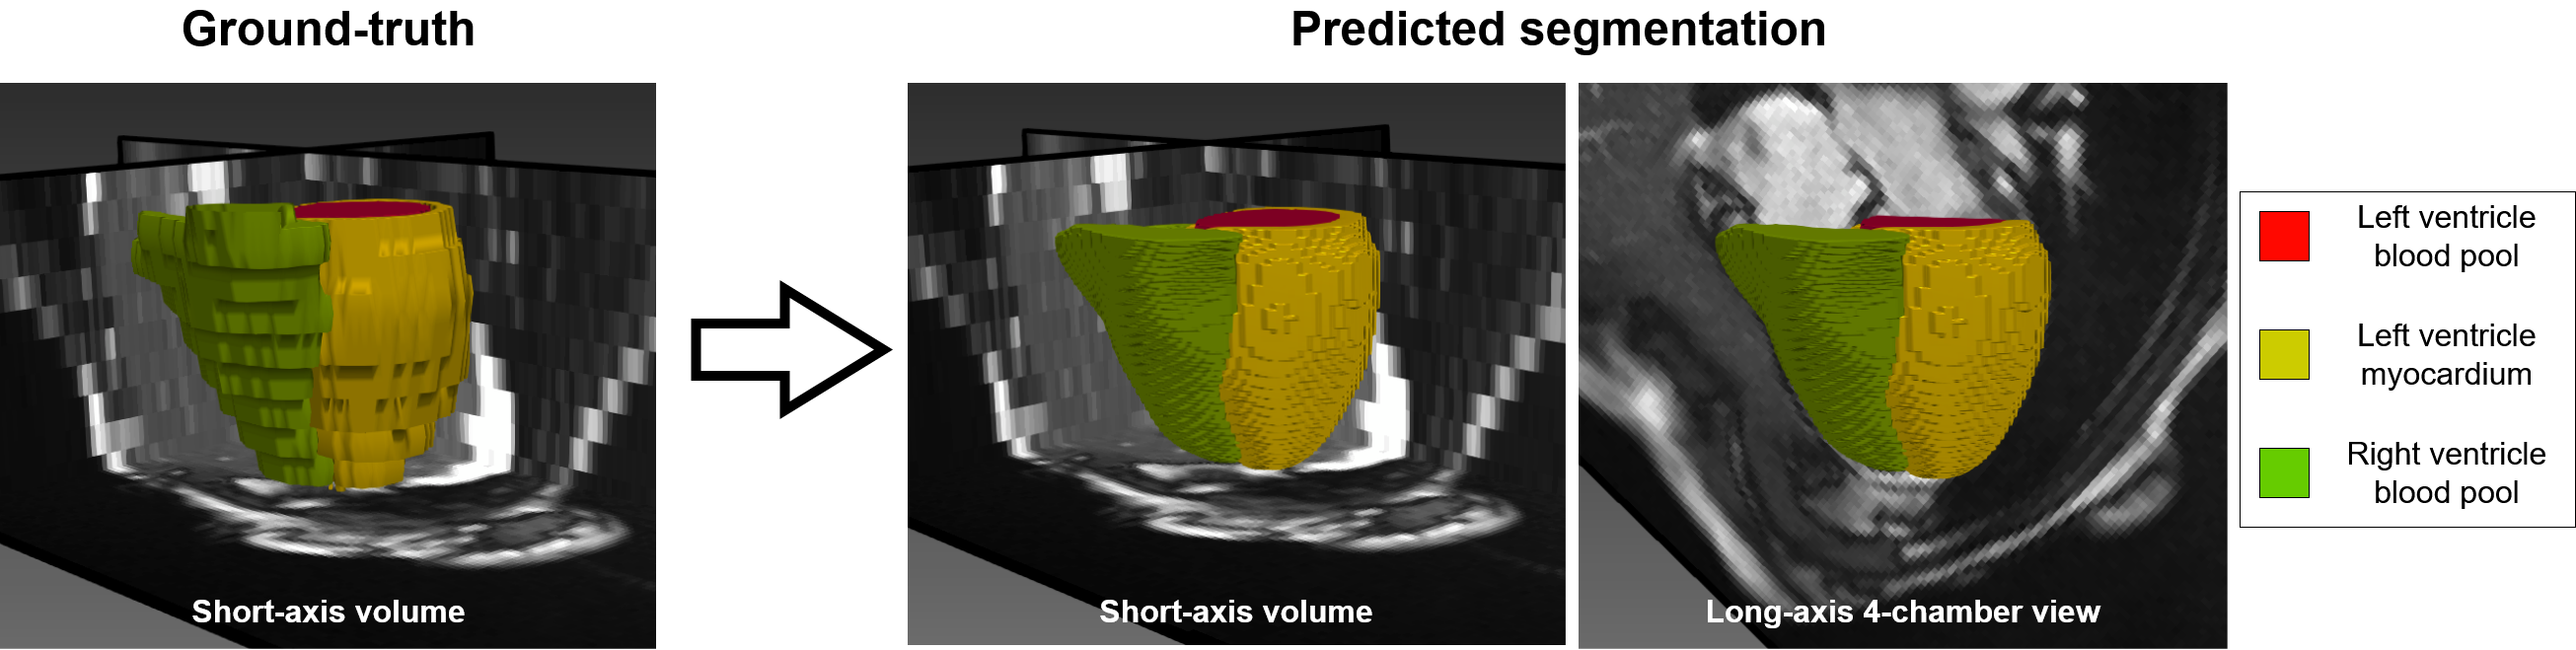 Ground-truth
Predicted segmentation
Short-axis volume
Short-axis volume
Long-axis 4-chamber view
Left ventricle
blood pool
Left ventricle
myocardium
Right ventricle
blood pool